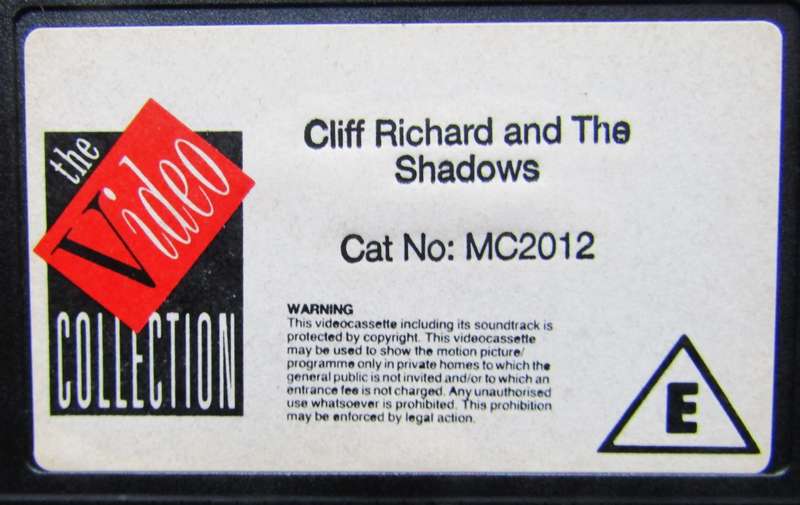 the
Video
COLLECTION
Cliff Richard and The
Shadows
Cat No: MC2012
WARNING
This videocassette including its soundtrack is
protected by copyright. This videocassette
may be used to show the motion picture/
programme only in private homes to which the
general public is not invited and/or to which an
entrance fee is not charged. Any unauthorised
use whatsoever is prohibited. This prohibition
may be enforced by legal action.
E